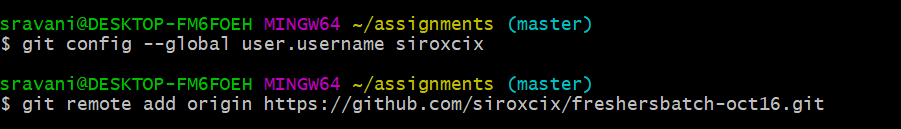 sravani@DESKTOP-FM6FOEH MINGW64 ~/assignments (master)
$ git config --global user.username siroxcix
sravani@DESKTOP-FM6FOEH MINGW64 ~/assignments (master)
$ git remote add origin https://github.com/siroxcix/freshersbatch-oct16.git